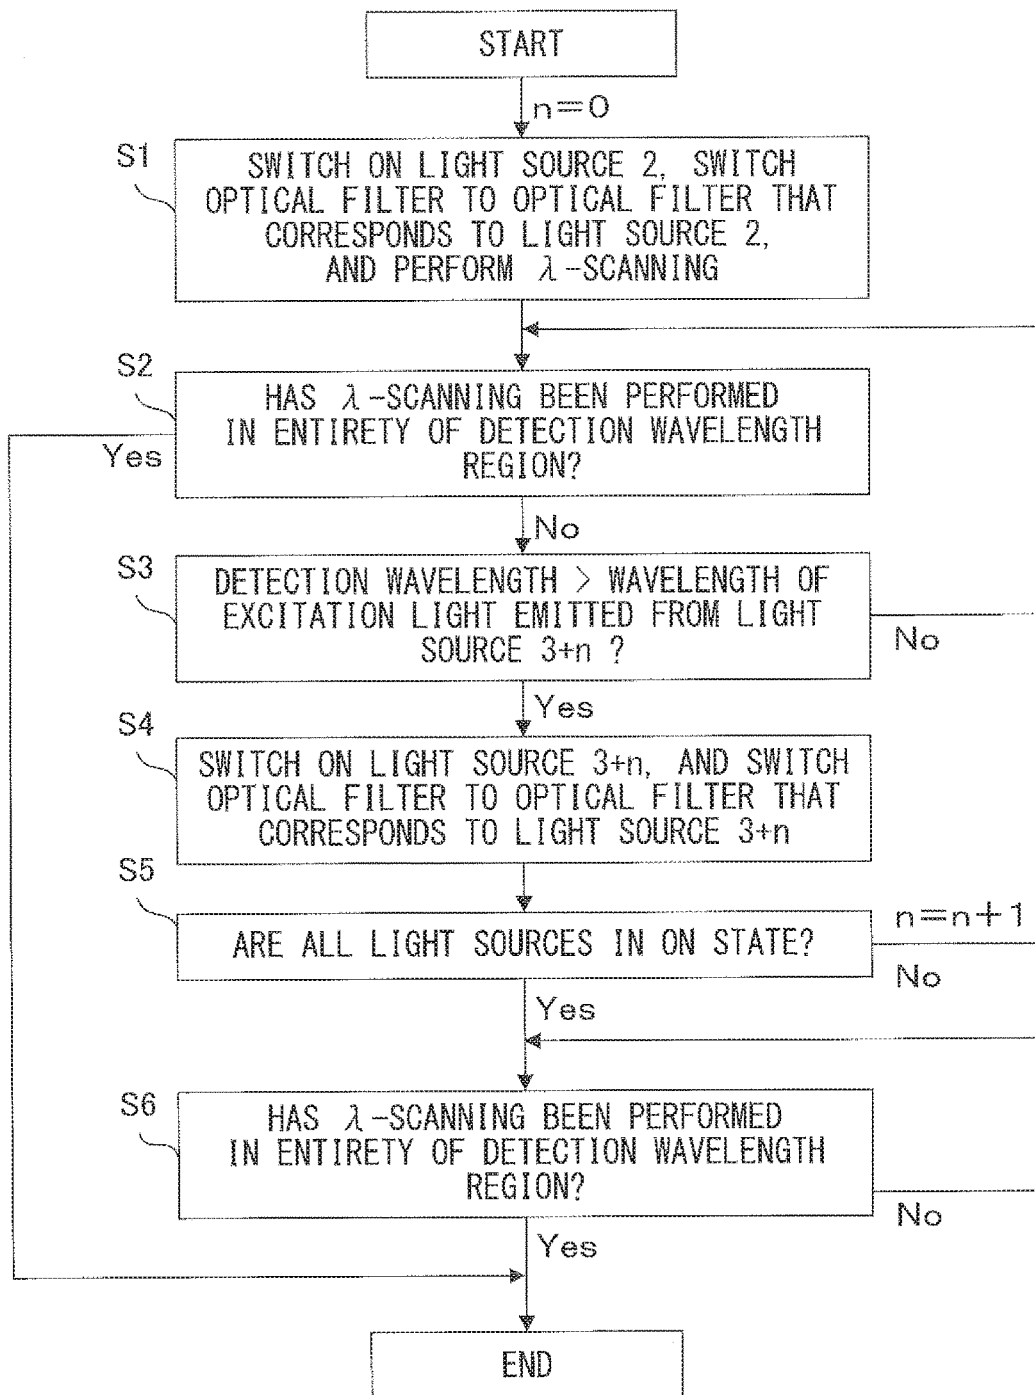 START
n=0
S1
SWITCH ON LIGHT SOURCE 2, SWITCH
OPTICAL FILTER TO OPTICAL FILTER THAT
CORRESPONDS TO LIGHT SOURCE 2,
AND PERFORM λ-SCANNING
S2
HAS λ-SCANNING BEEN PERFORMED
IN ENTIRETY OF DETECTION WAVELENGTH
REGION?
Yes
No
S3
DETECTION WAVELENGTH > WAVELENGTH OF
EXCITATION LIGHT EMITTED FROM LIGHT
SOURCE 3+n ?
No
Yes
S4
SWITCH ON LIGHT SOURCE 3+n, AND SWITCH
OPTICAL FILTER TO OPTICAL FILTER THAT
CORRESPONDS TO LIGHT SOURCE 3+n
S5
ARE ALL LIGHT SOURCES IN ON STATE?
n=n+1
No
Yes
S6
HAS λ-SCANNING BEEN PERFORMED
IN ENTIRETY OF DETECTION WAVELENGTH
REGION?
No
Yes
END